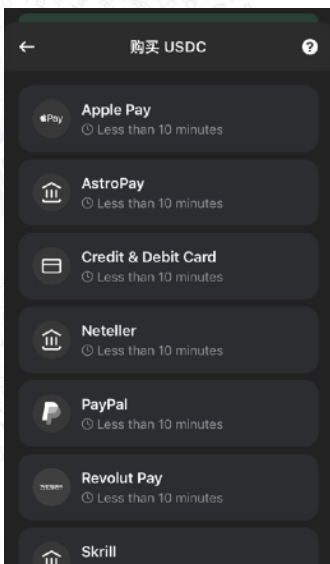 购买 USDC
Pay
Apple Pay
Less than 10 minutes
AstroPay
Less than 10 minutes
Credit & Debit Card
Less than 10 minutes
Neteller
Less than 10 minutes
PayPal
Less than 10 minutes
Revolut Pay
Less than 10 minutes
Skrill